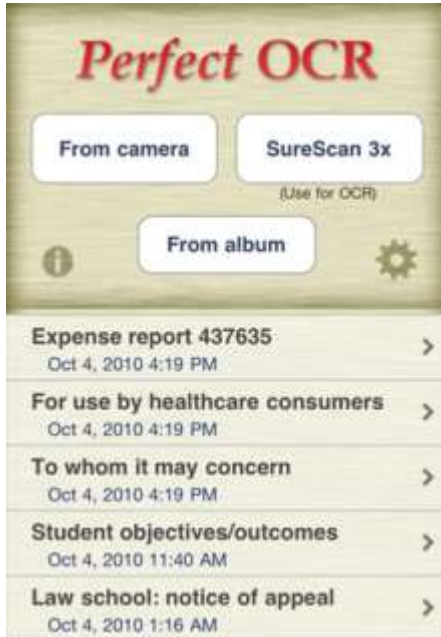 Perfect OCR
From camera
SureScan 3x
(Use for OCR)
From album
Expense report 437635
Oct 4, 2010 4:19 PM
For use by healthcare consumers
Oct 4, 2010 4:19 PM
To whom it may concern
Oct 4, 2010 4:19 PM
Student objectives/outcomes
Oct 4, 2010 11:40 AM
Law school: notice of appeal
Oct 4, 2010 1:16 AM